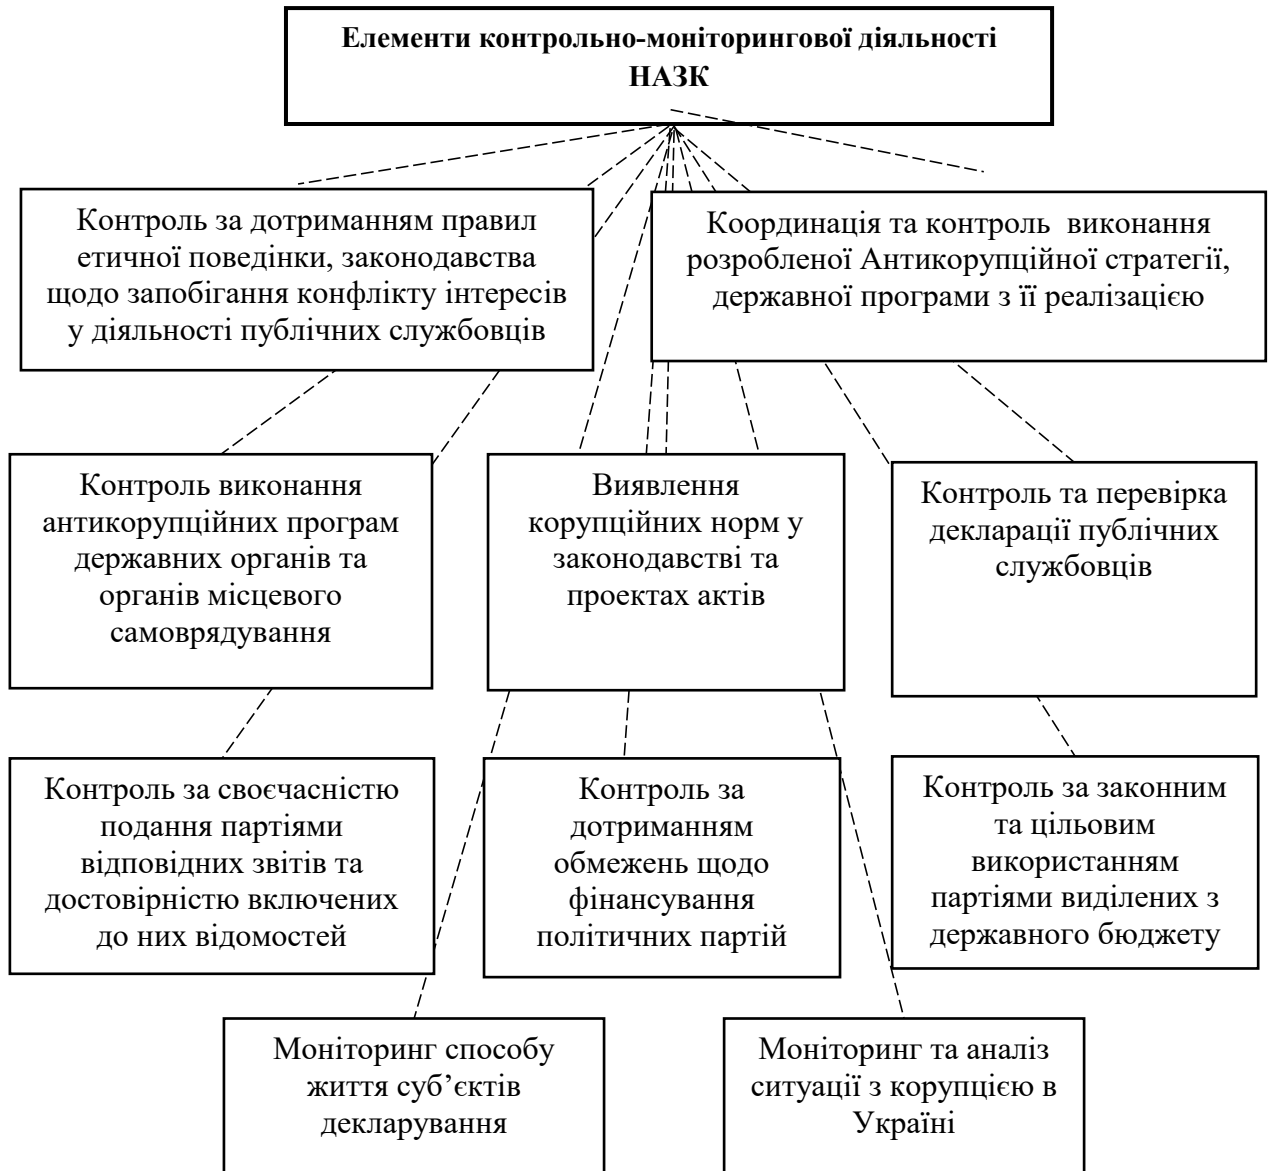 Елементи контрольно-моніторингової діяльності
НАЗК
Контроль за дотриманням правил
етичної поведінки, законодавства
щодо запобігання конфлікту інтересів
у діяльності публічних службовців
Координація та контроль виконання
розробленої Антикорупційної стратегії,
державної програми з її реалізацією
Контроль виконання
антикорупційних програм
державних органів та
органів місцевого
самоврядування
Виявлення
корупційних норм у
законодавстві та
проектах актів
Контроль та перевірка
декларації публічних
службовців
Контроль за своєчасністю
подання партіями
відповідних звітів та
достовірністю включених
до них відомостей
Контроль за
дотриманням
обмежень щодо
фінансування
політичних партій
Контроль за законним
та цільовим
використанням
партіями виділених з
державного бюджету
Моніторинг способу
життя суб’єктів
декларування
Моніторинг та аналіз
ситуації з корупцією в
Україні